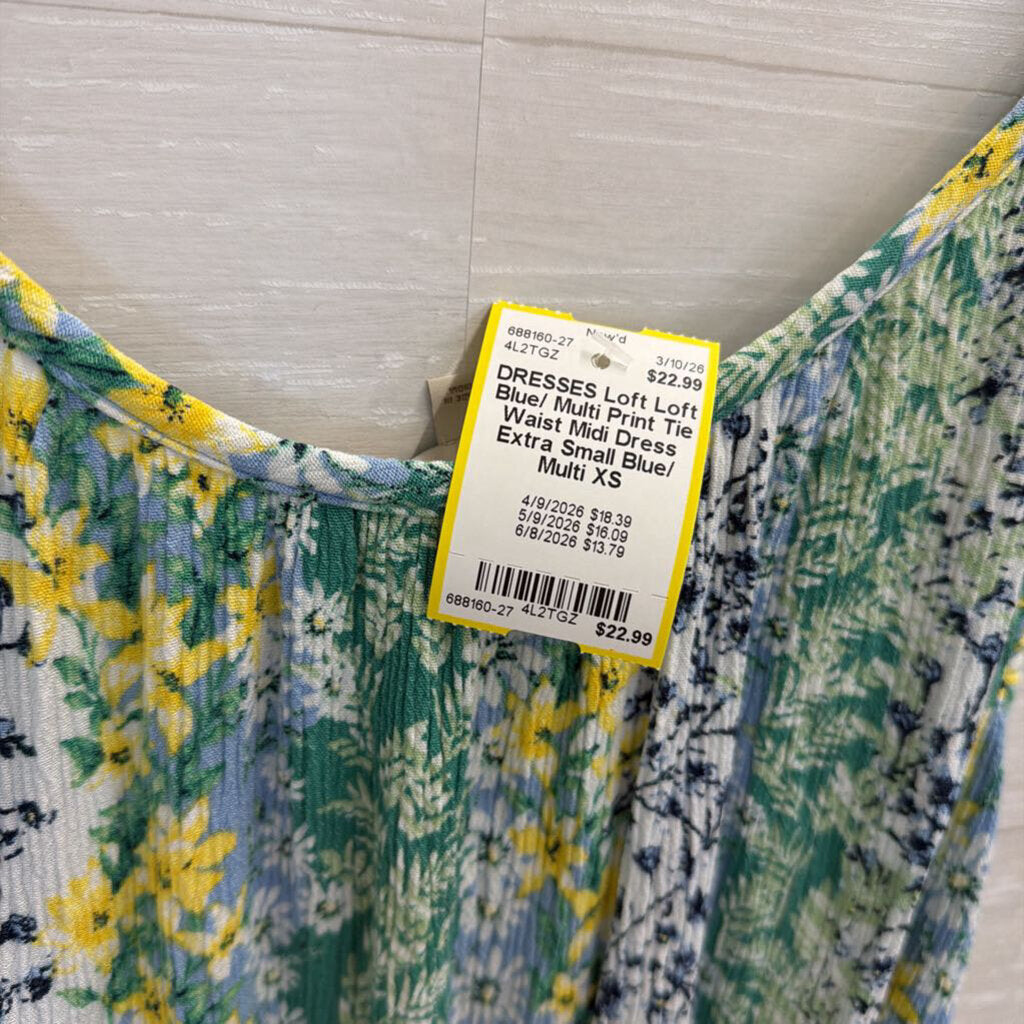 688160-27 New'd 3/10/26
4L2TGZ $22.99
DRESSES Loft Loft
Blue/ Multi Print Tie
Waist Midi Dress
Extra Small Blue/
Multi XS
4/9/2026 $18.39
5/9/2026 $16.09
6/8/2026 $13.79
688160-27 4L2TGZ $22.99